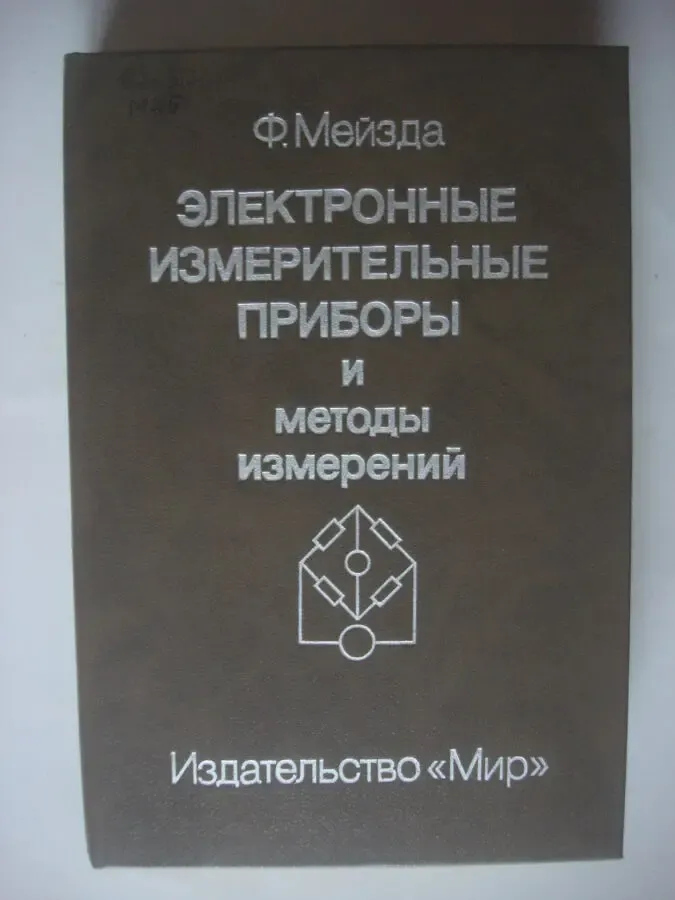 Ф. Мейзда
ЭЛЕКТРОННЫЕ
ИЗМЕРИТЕЛЬНЫЕ
ПРИБОРЫ
и
методы
измерений
Издательство «Мир»